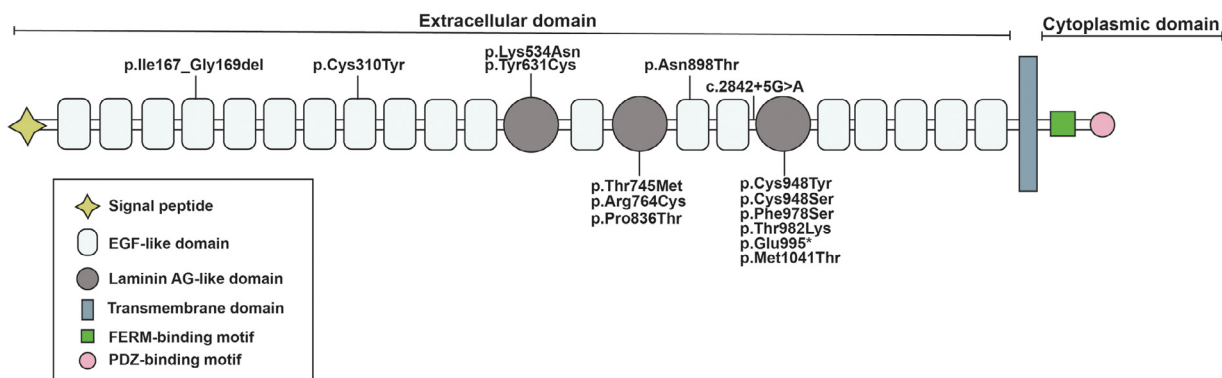 Extracellular domain
Cytoplasmic domain
p.Ile167_Gly169del
p.Cys310Tyr
p.Lys534Asn
p.Tyr631Cys
p.Asn898Thr
c.2842+5G>A
p.Thr745Met
p.Arg764Cys
p.Pro836Thr
p.Cys948Tyr
p.Cys948Ser
p.Phe978Ser
p.Thr982Lys
p.Glu995*
p.Met1041Thr
Signal peptide
EGF-like domain
Laminin AG-like domain
Transmembrane domain
FERM-binding motif
PDZ-binding motif